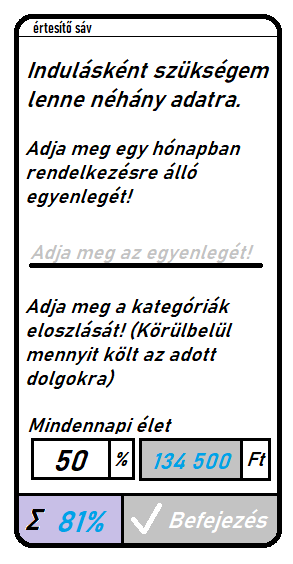 értesítő sáv
Indulásként szükségem
lenne néhány adatra.
Adja meg egy hónapban
rendelkezésre álló
egyenlegét!
Adja meg az egyenlegét!
Adja meg a kategóriák
eloszlását! (Körülbelül
mennyit költ az adott
dolgokra)
Mindennapi élet
50 % 134 500 Ft
Σ 81% Befejezés